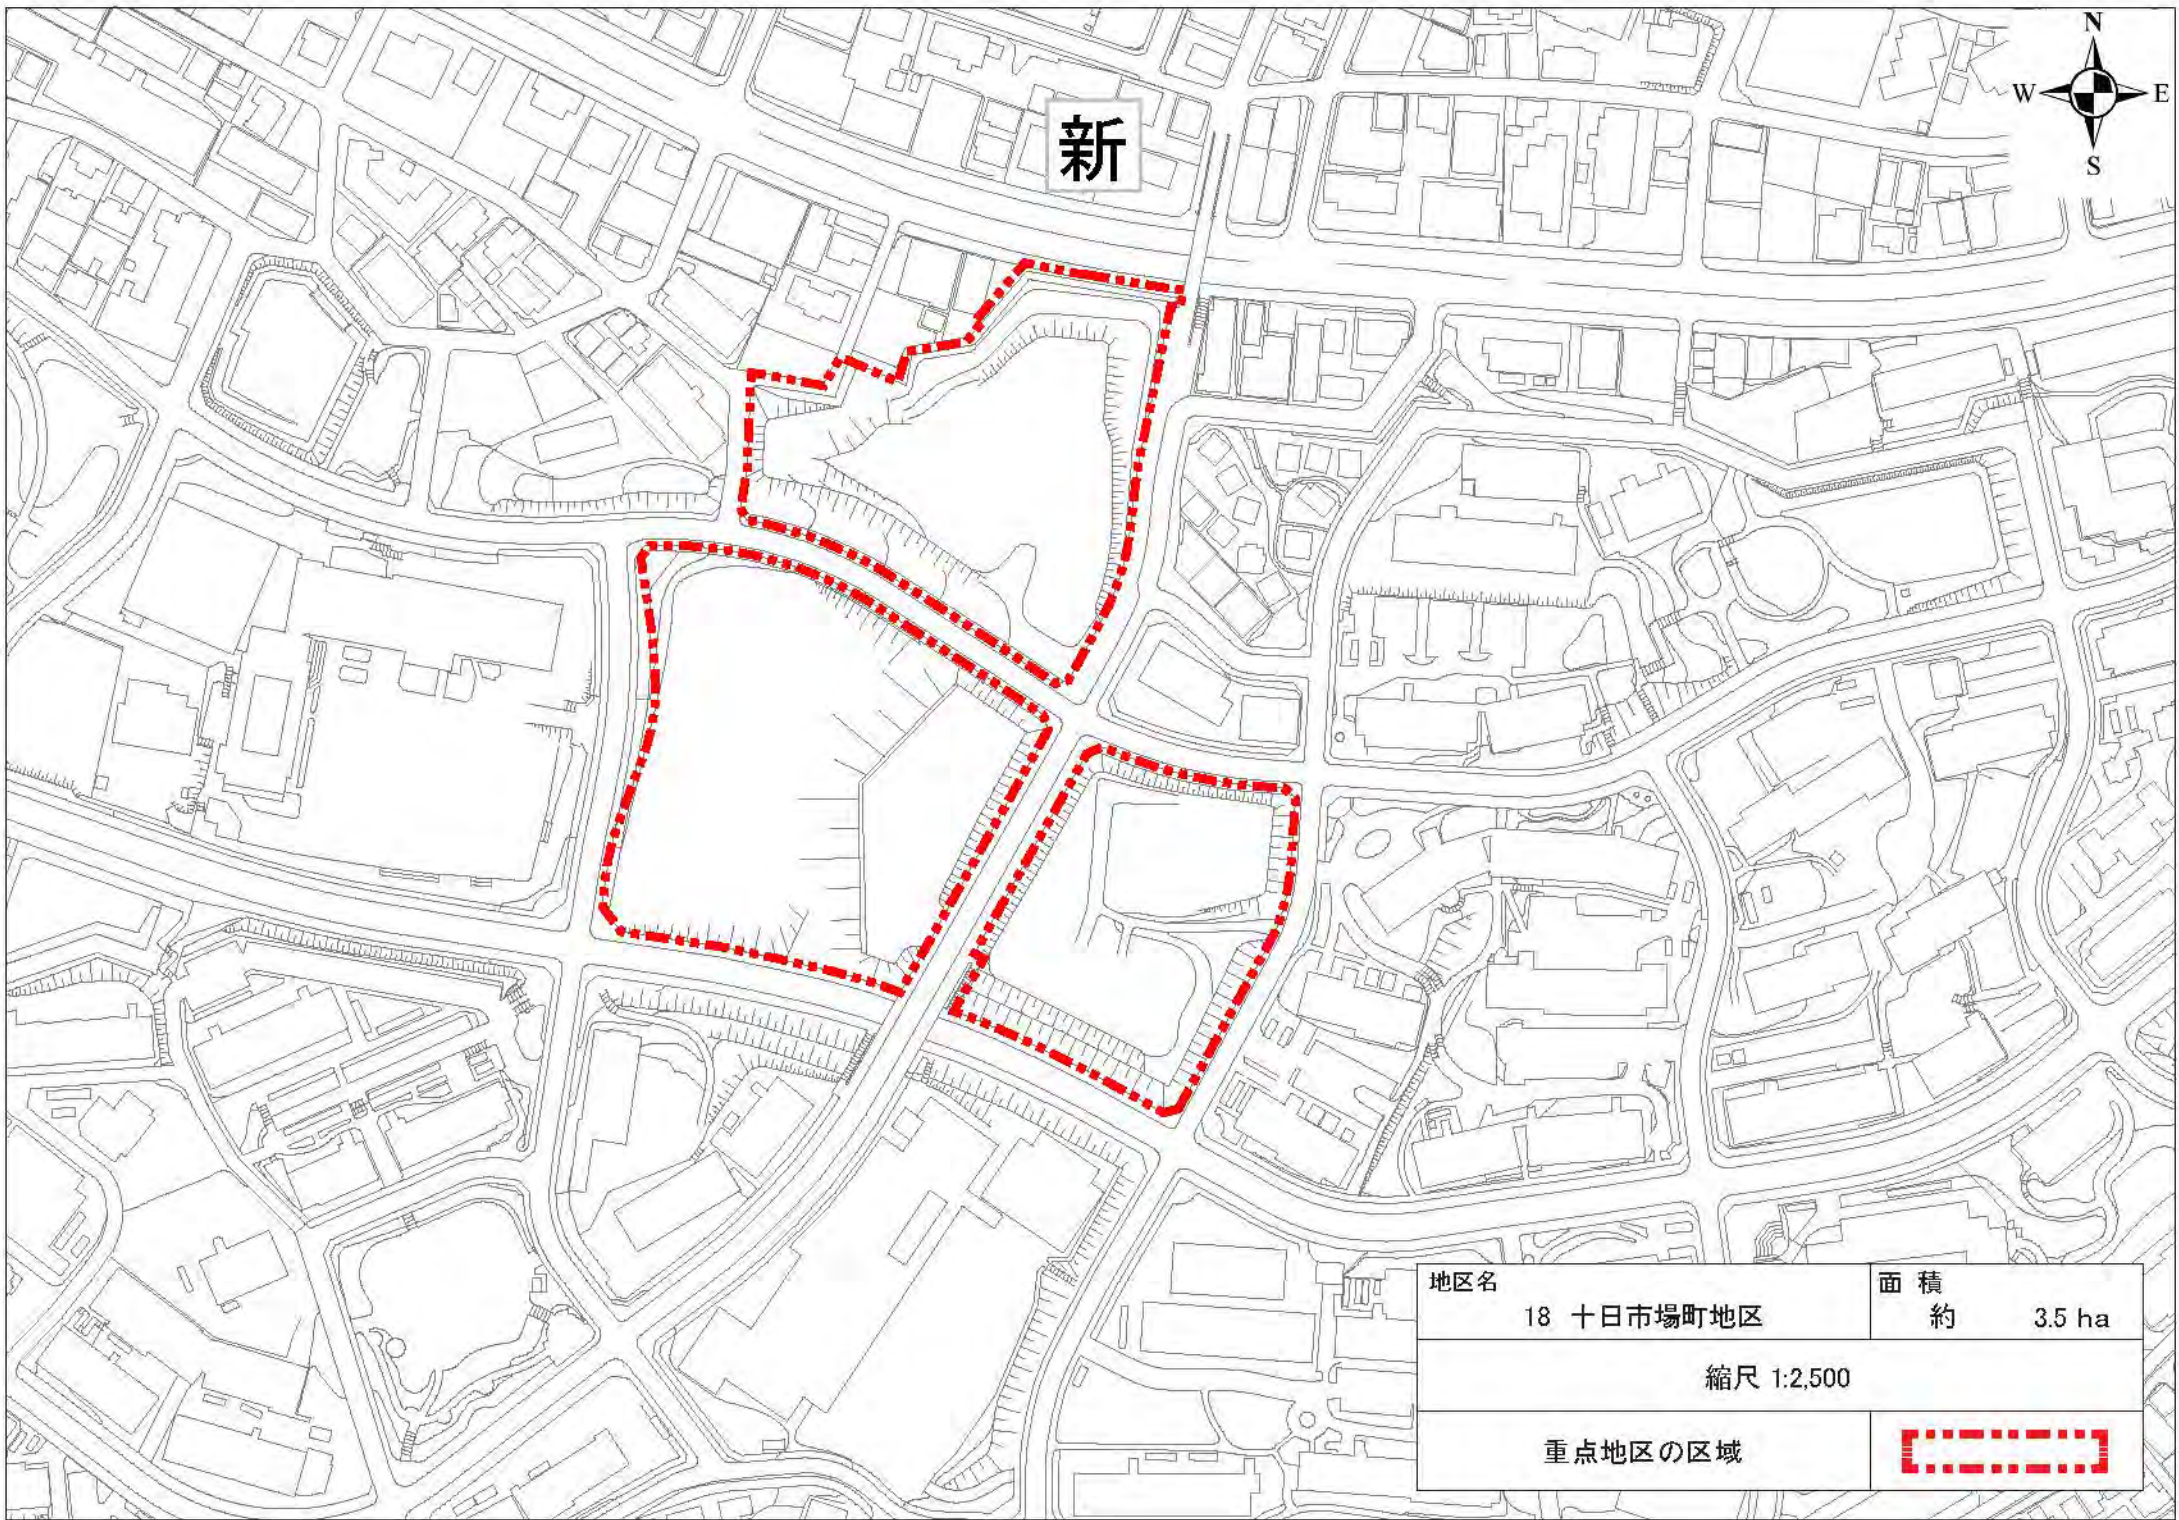 N
W E
S
新
地区名
18 十日市場町地区
面 積
約 3.5 ha
縮尺 1:2,500
重点地区の区域